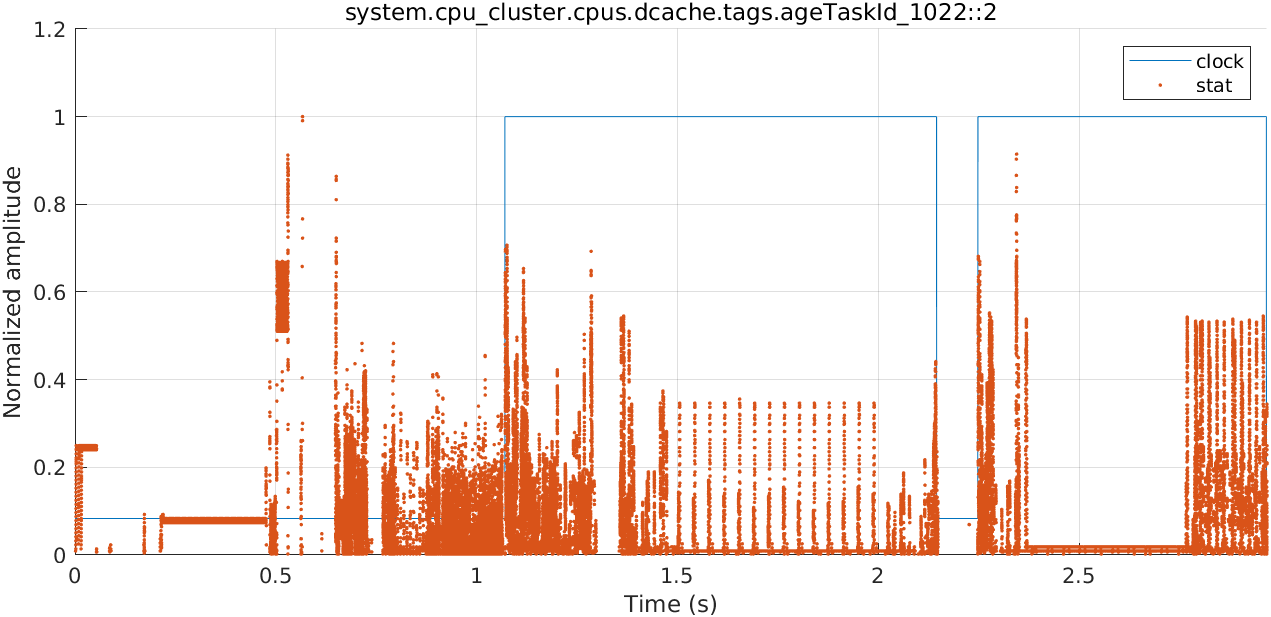 system.cpu_cluster.cpus.dcache.tags.ageTaskId_1022::2
Normalized amplitude
1.2
1
0.8
0.6
0.4
0.2
0
clock
stat
0 0.5 1 1.5 2 2.5
Time (s)